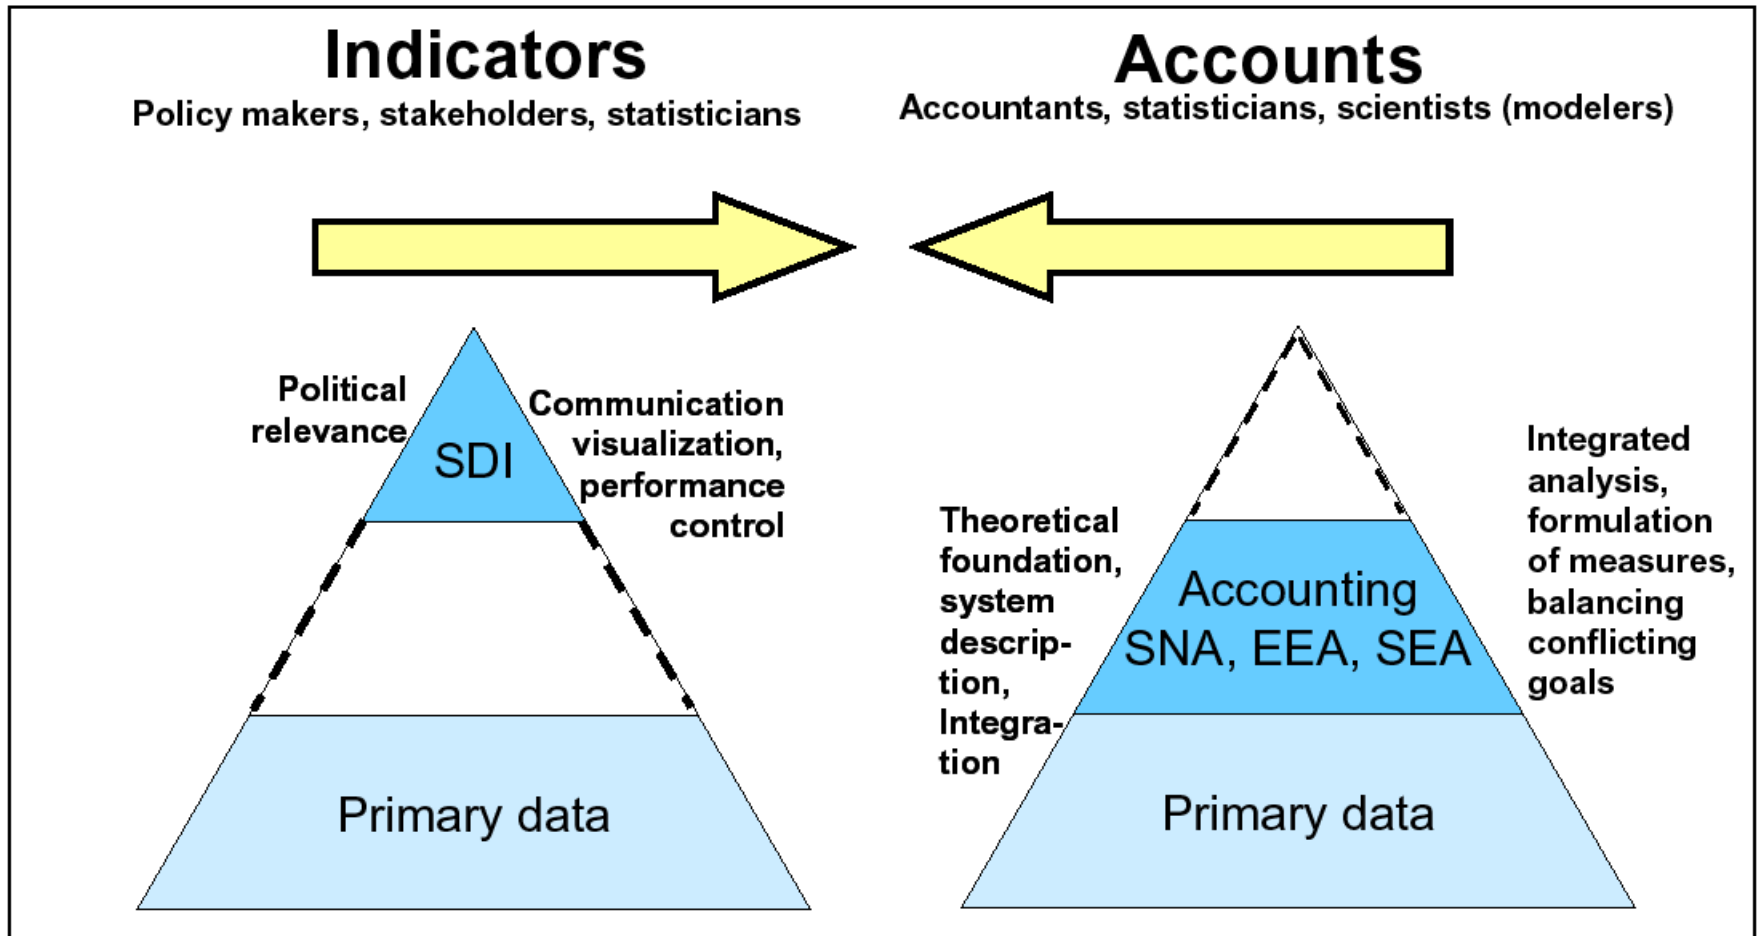 Indicators
Policy makers, stakeholders, statisticians
Accounts
Accountants, statisticians, scientists (modelers)
Political
relevance
SDI
Communication
visualization,
performance
control
Primary data
Theoretical
foundation,
system
descrip-
tion,
Integra-
tion
Accounting
SNA, EEA, SEA
Integrated
analysis,
formulation
of measures,
balancing
conflicting
goals
Primary data